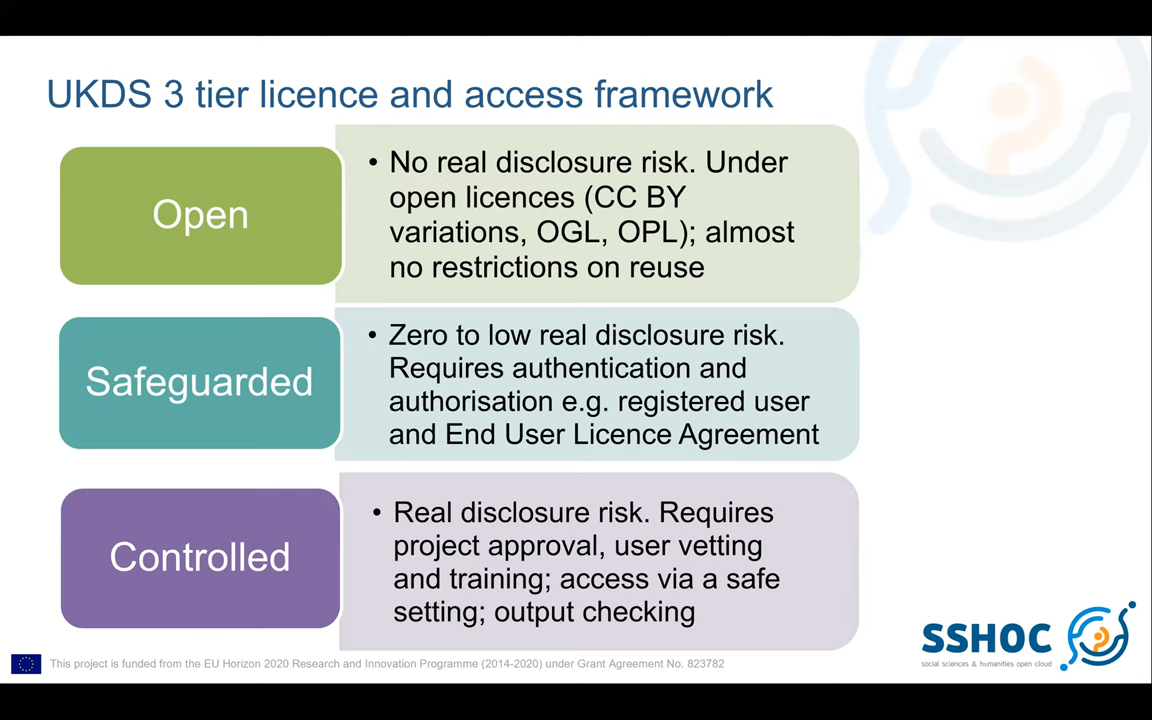 UKDS 3 tier licence and access framework
Open
• No real disclosure risk. Under
open licences (CC BY
variations, OGL, OPL); almost
no restrictions on reuse
Safeguarded
• Zero to low real disclosure risk.
Requires authentication and
authorisation e.g. registered user
and End User Licence Agreement
Controlled
• Real disclosure risk. Requires
project approval, user vetting
and training; access via a safe
setting; output checking
SSHOC
social sciences & humanities open cloud
This project is funded from the EU Horizon 2020 Research and Innovation Programme (2014-2020) under Grant Agreement No. 823782